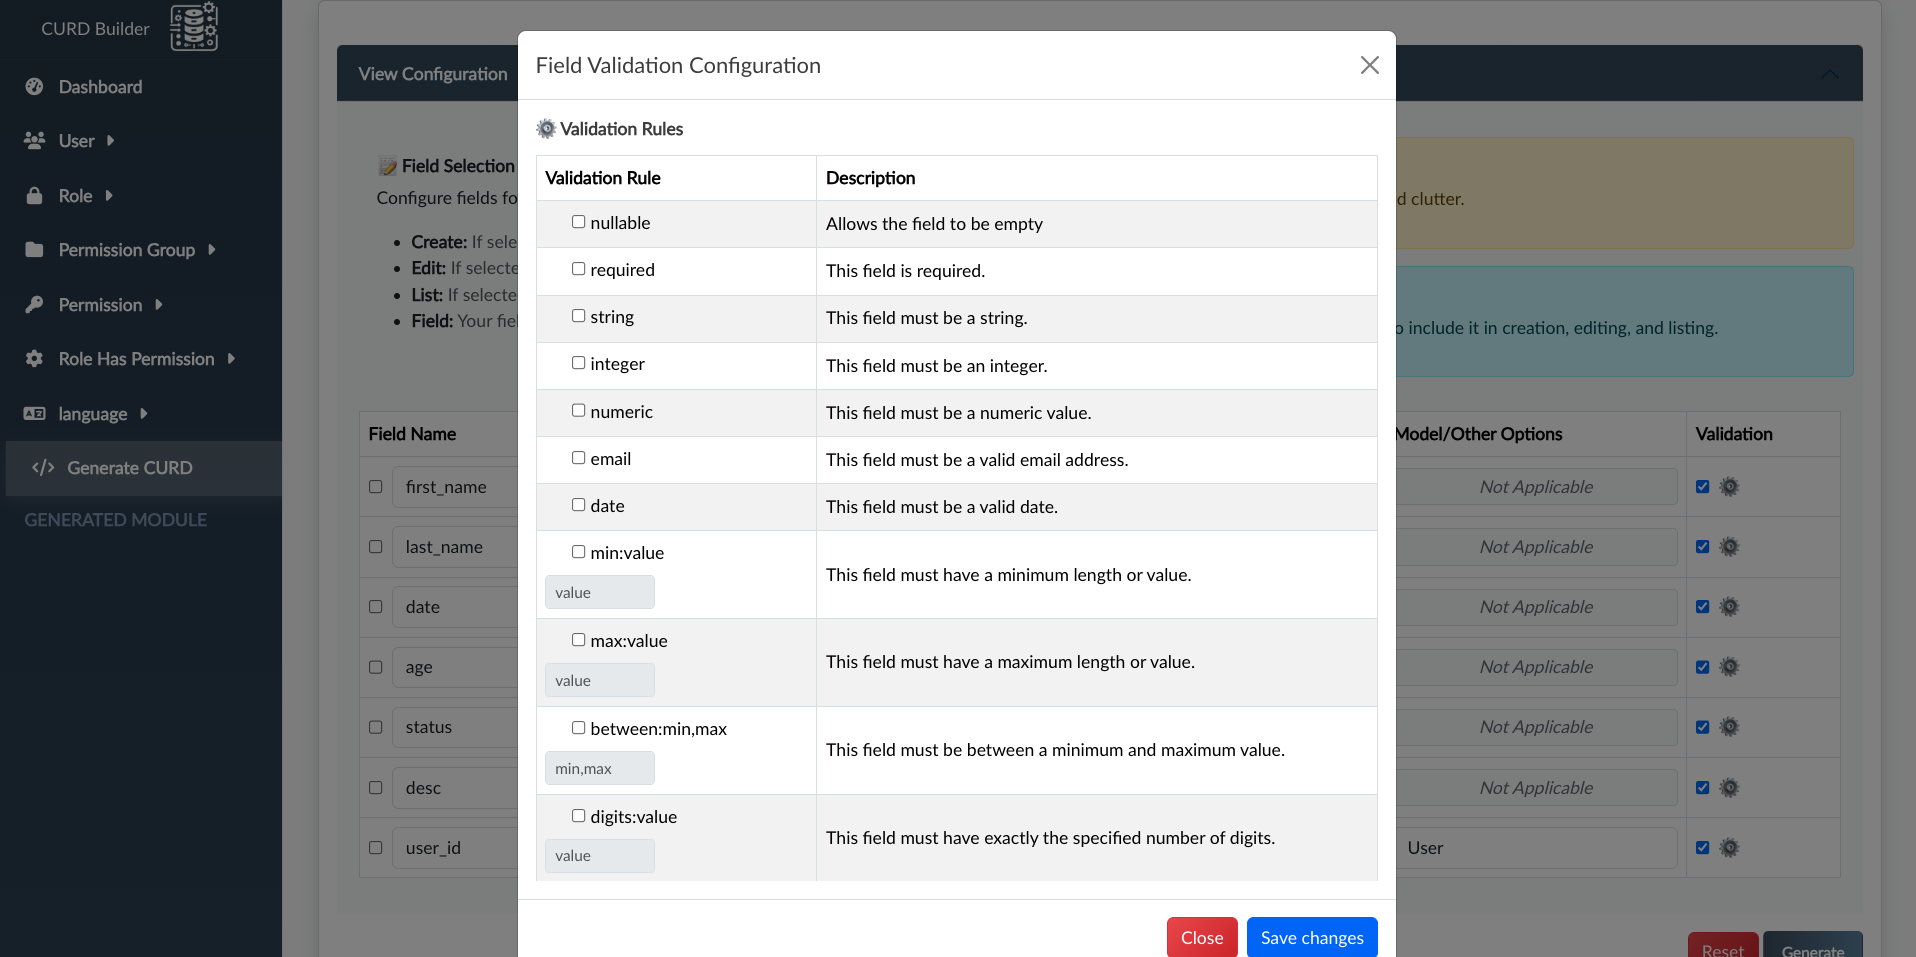 CURD Builder
Dashboard
User
Role
Permission Group
Permission
Role Has Permission
language
Generate CURD
GENERATED MODULE
View Configuration
Field Selection
Configure fields fo
Create: If sele
Edit: If selecte
List: If selecte
Field: Your fiel
d clutter.
o include it in creation, editing, and listing.
Field Name
Model/Other Options
Validation
first_name
Not Applicable
last_name
Not Applicable
date
Not Applicable
age
Not Applicable
status
Not Applicable
desc
Not Applicable
user_id
User
Reset
Generate
Field Validation Configuration
Validation Rules
Validation Rule
Description
nullable
Allows the field to be empty
required
This field is required.
string
This field must be a string.
integer
This field must be an integer.
numeric
This field must be a numeric value.
email
This field must be a valid email address.
date
This field must be a valid date.
min:value
value
This field must have a minimum length or value.
max:value
value
This field must have a maximum length or value.
between:min,max
min,max
This field must be between a minimum and maximum value.
digits:value
value
This field must have exactly the specified number of digits.
Close
Save changes